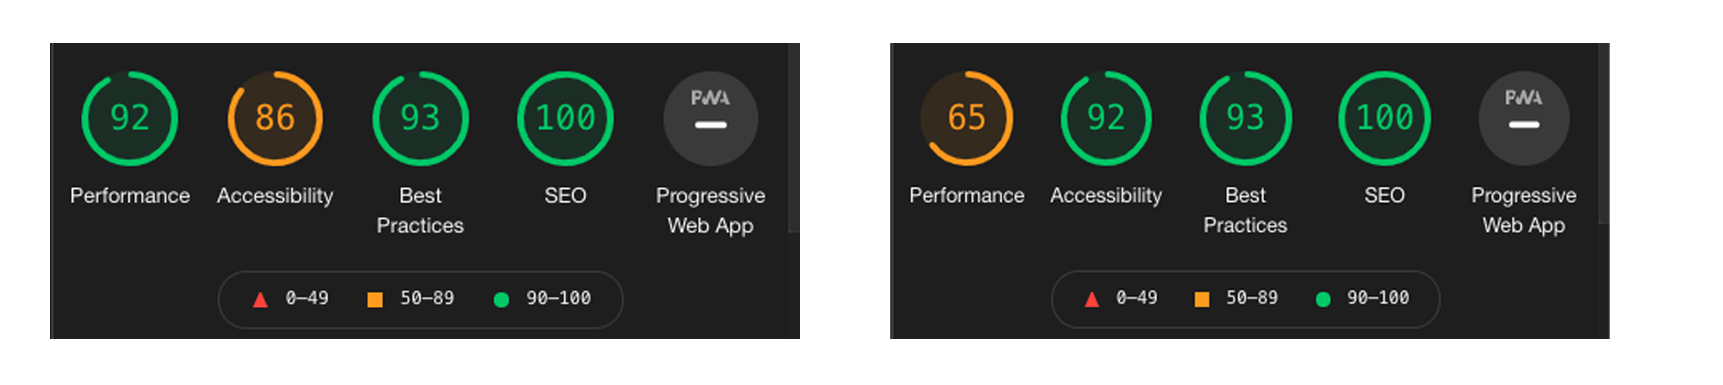 92 86 93 100 PWA
Performance Accessibility Best Practices SEO Progressive Web App
0–49 50–89 90–100
65 92 93 100 PWA
Performance Accessibility Best Practices SEO Progressive Web App
0–49 50–89 90–100